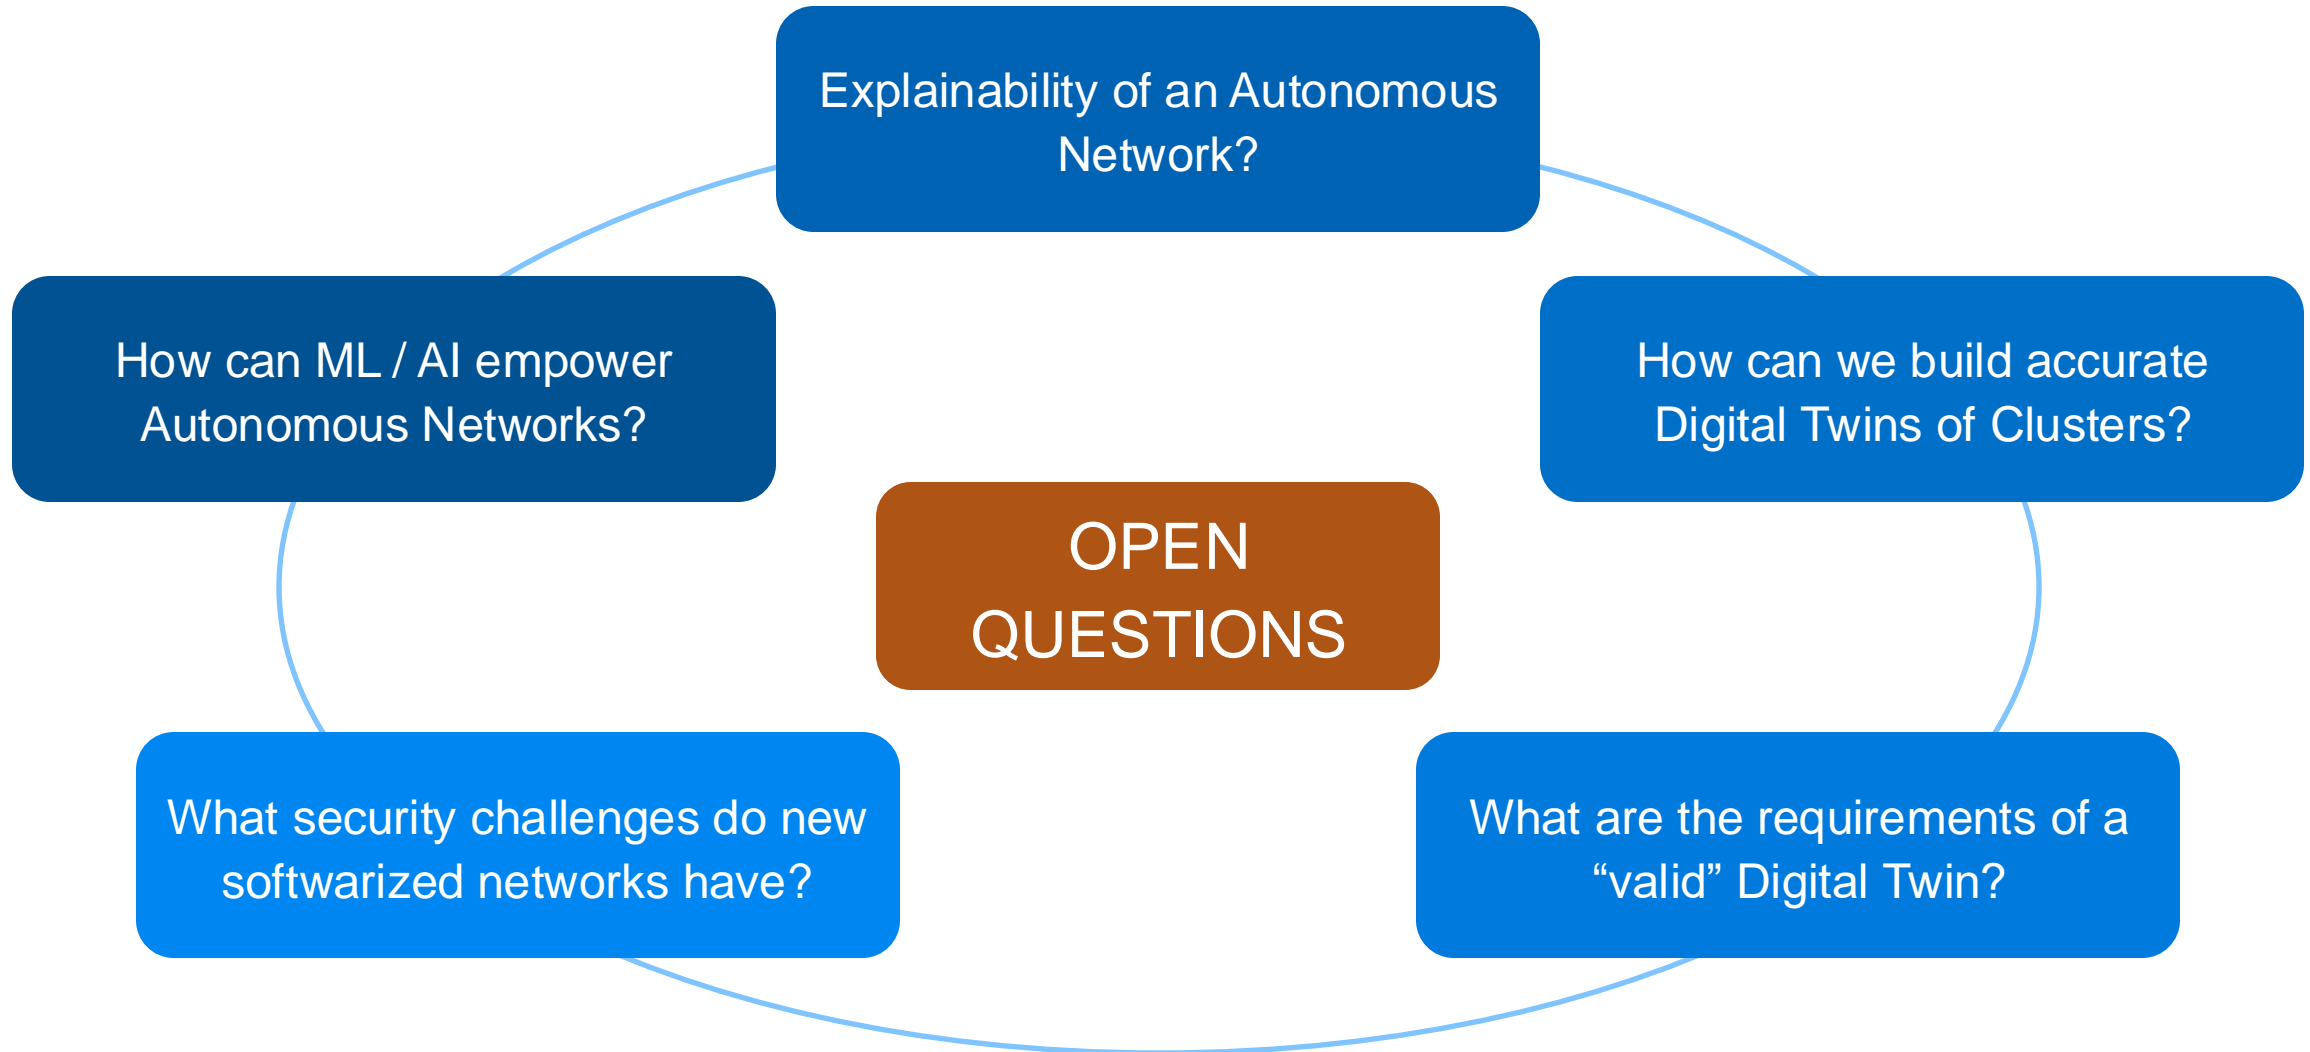 Explainability of an Autonomous
Network?
How can ML / AI empower
Autonomous Networks?
How can we build accurate
Digital Twins of Clusters?
OPEN
QUESTIONS
What security challenges do new
softwarized networks have?
What are the requirements of a
“valid” Digital Twin?